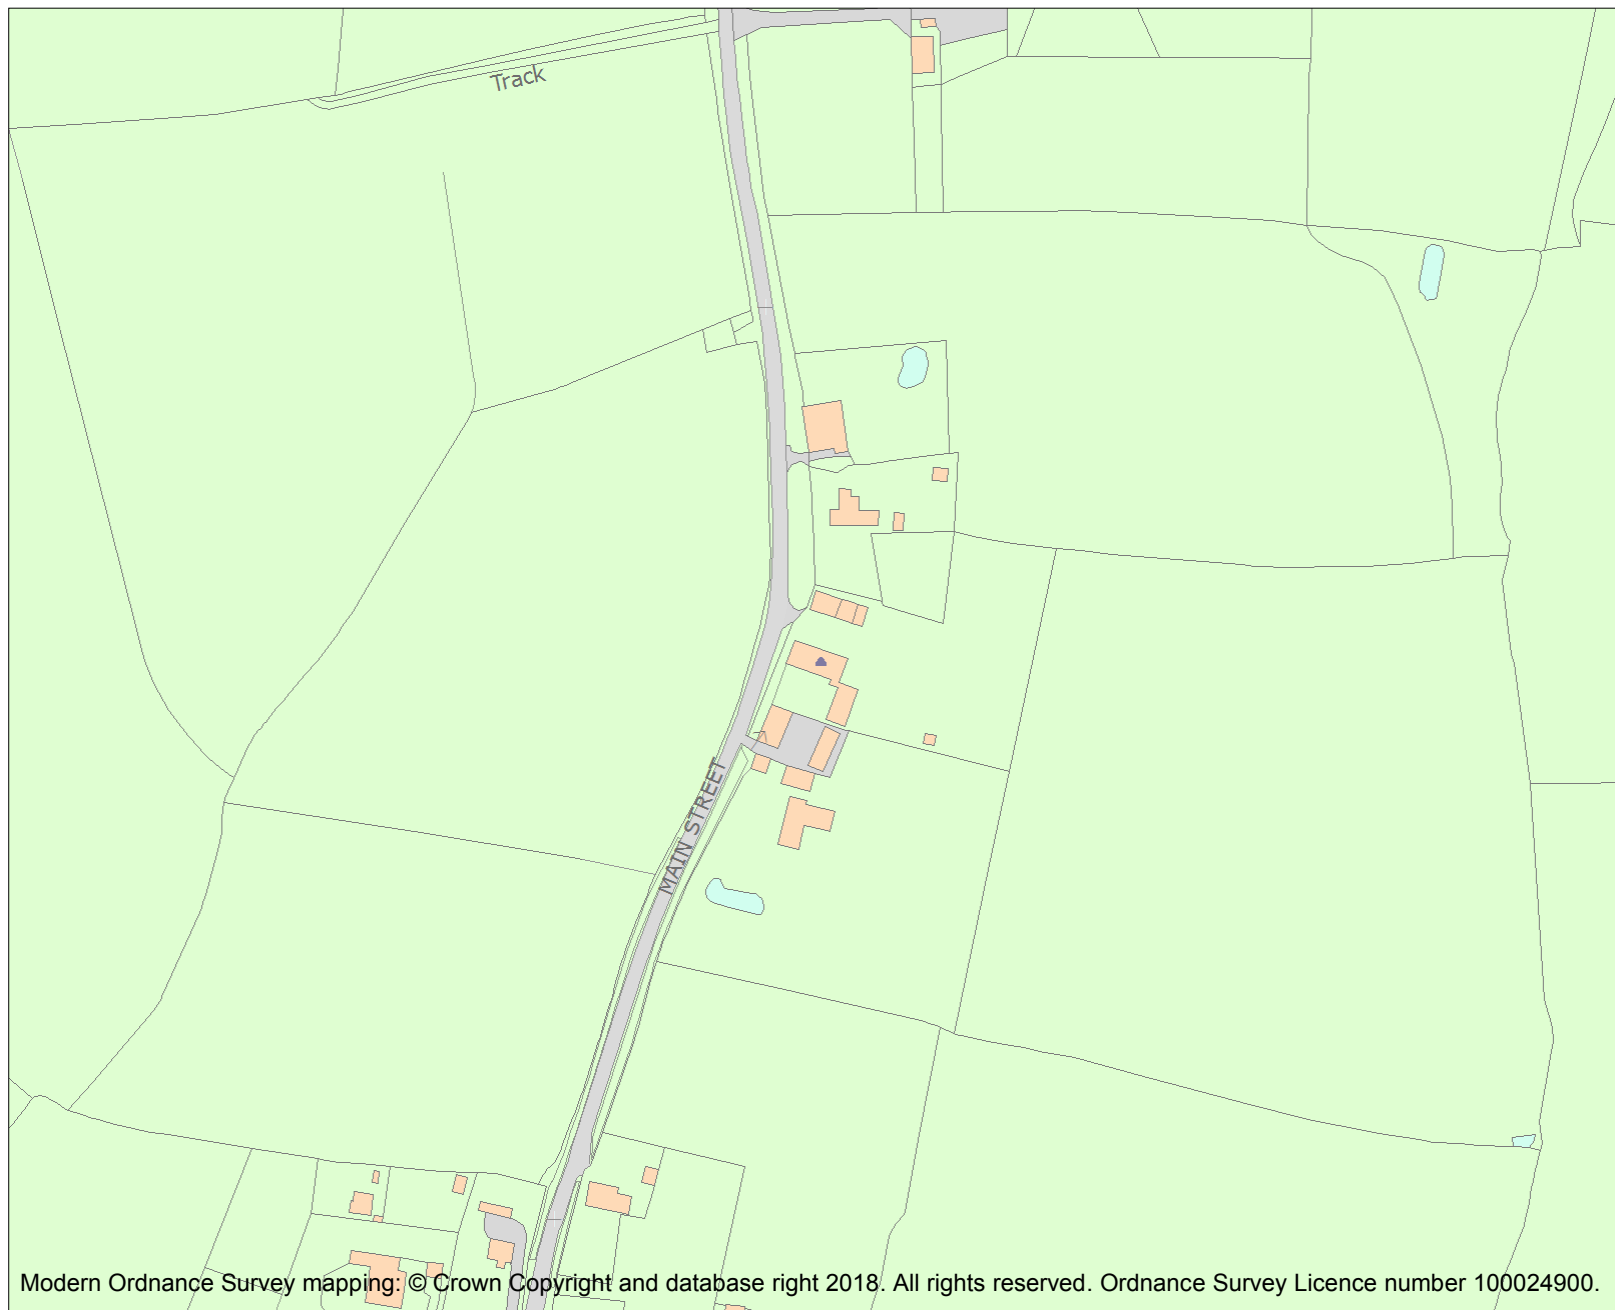 Track
MAIN STREET
Modern Ordnance Survey mapping: © Crown Copyright and database right 2018. All rights reserved. Ordnance Survey Licence number 100024900.